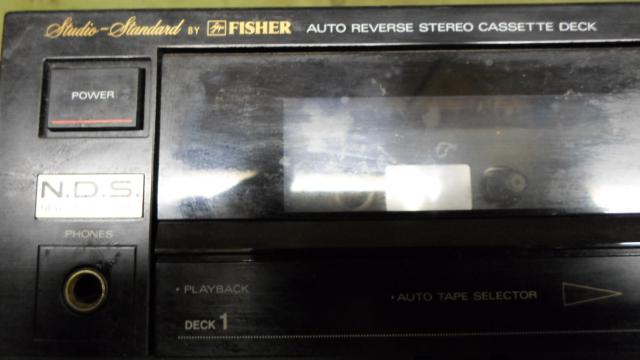 Studio-Standard BY FISHER AUTO REVERSE STEREO CASSETTE DECK
POWER
N.D.S.
PHONES
• PLAYBACK
• AUTO TAPE SELECTOR
DECK 1